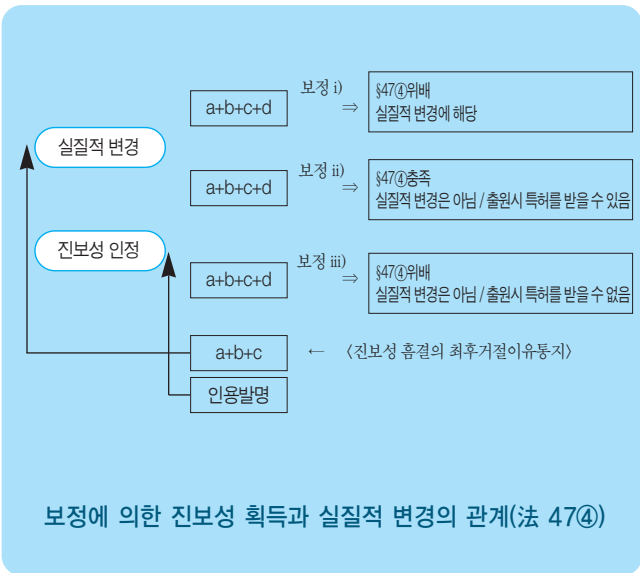 a+b+c+d 보정 i) ⇒ §47④위배
실질적 변경에 해당
실질적 변경
a+b+c+d 보정 ii) ⇒ §47④충족
실질적 변경은 아님 / 출원시 특허를 받을 수 있음
진보성 인정
a+b+c+d 보정 iii) ⇒ §47④위배
실질적 변경은 아님 / 출원시 특허를 받을 수 없음
a+b+c ← 〈진보성 흠결의 최후거절이유통지〉
인용발명
보정에 의한 진보성 획득과 실질적 변경의 관계(法 47④)